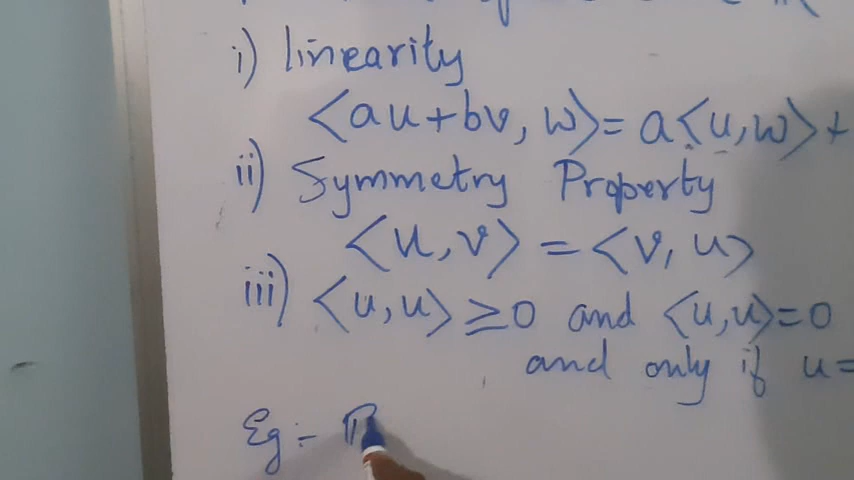 i) linearity
<au+bv, w>= a<u,w>+
ii) Symmetry Property
<u,v> = <v,u>
iii) <u,u> ≥0 and <u,u>=0
and only if u=
Eg:-